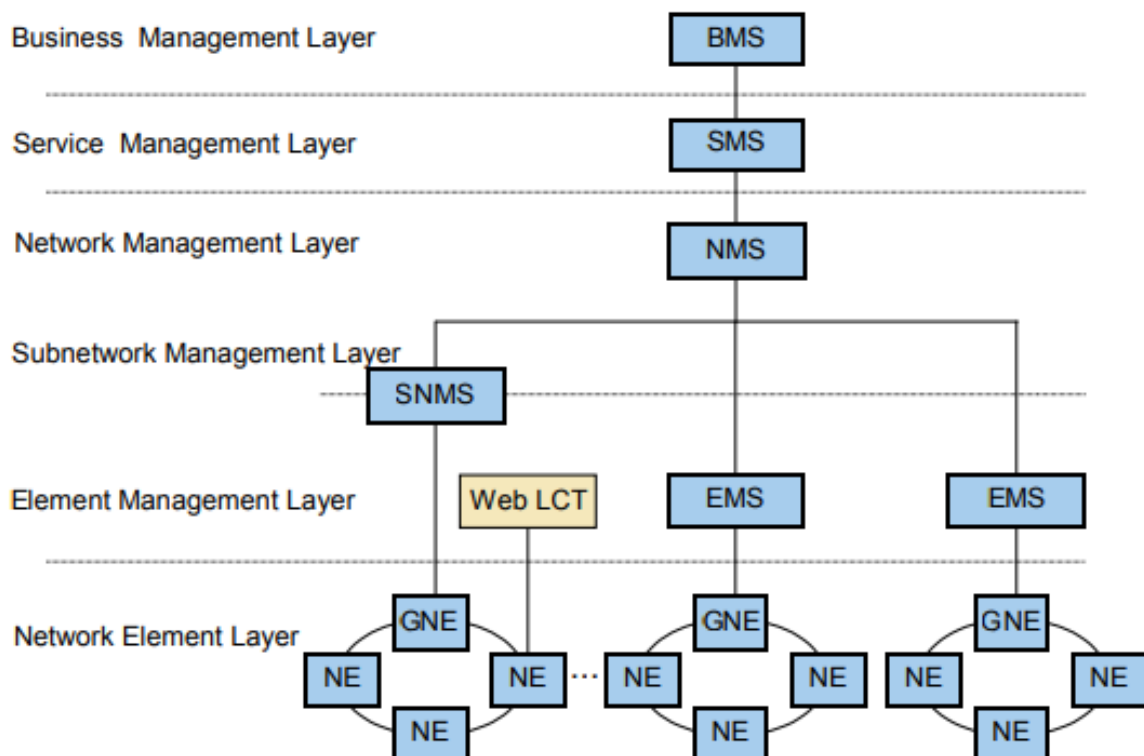 Business Management Layer
BMS
Service Management Layer
SMS
Network Management Layer
NMS
Subnetwork Management Layer
SNMS
Element Management Layer
Web LCT
EMS
EMS
Network Element Layer
GNE
GNE
GNE
NE
NE
...
NE
NE
NE
NE
NE
NE
NE